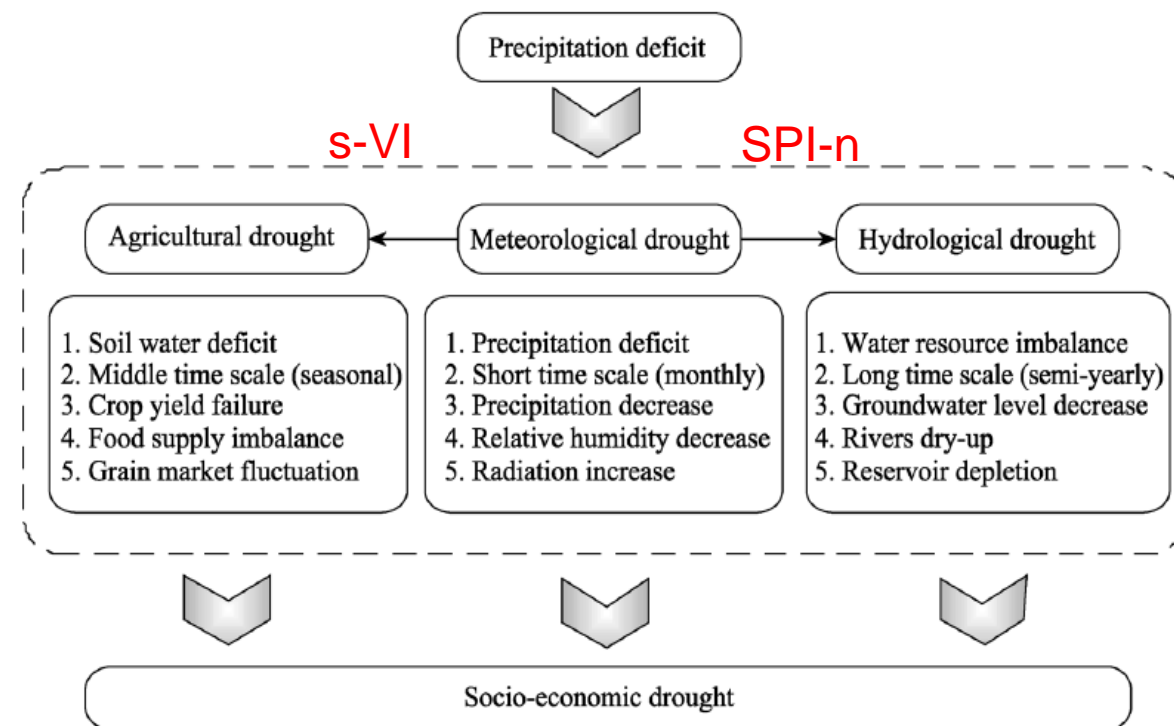 Precipitation deficit
s-VI
SPI-n
Agricultural drought
Meteorological drought
Hydrological drought
1. Soil water deficit
2. Middle time scale (seasonal)
3. Crop yield failure
4. Food supply imbalance
5. Grain market fluctuation
1. Precipitation deficit
2. Short time scale (monthly)
3. Precipitation decrease
4. Relative humidity decrease
5. Radiation increase
1. Water resource imbalance
2. Long time scale (semi-yearly)
3. Groundwater level decrease
4. Rivers dry-up
5. Reservoir depletion
Socio-economic drought